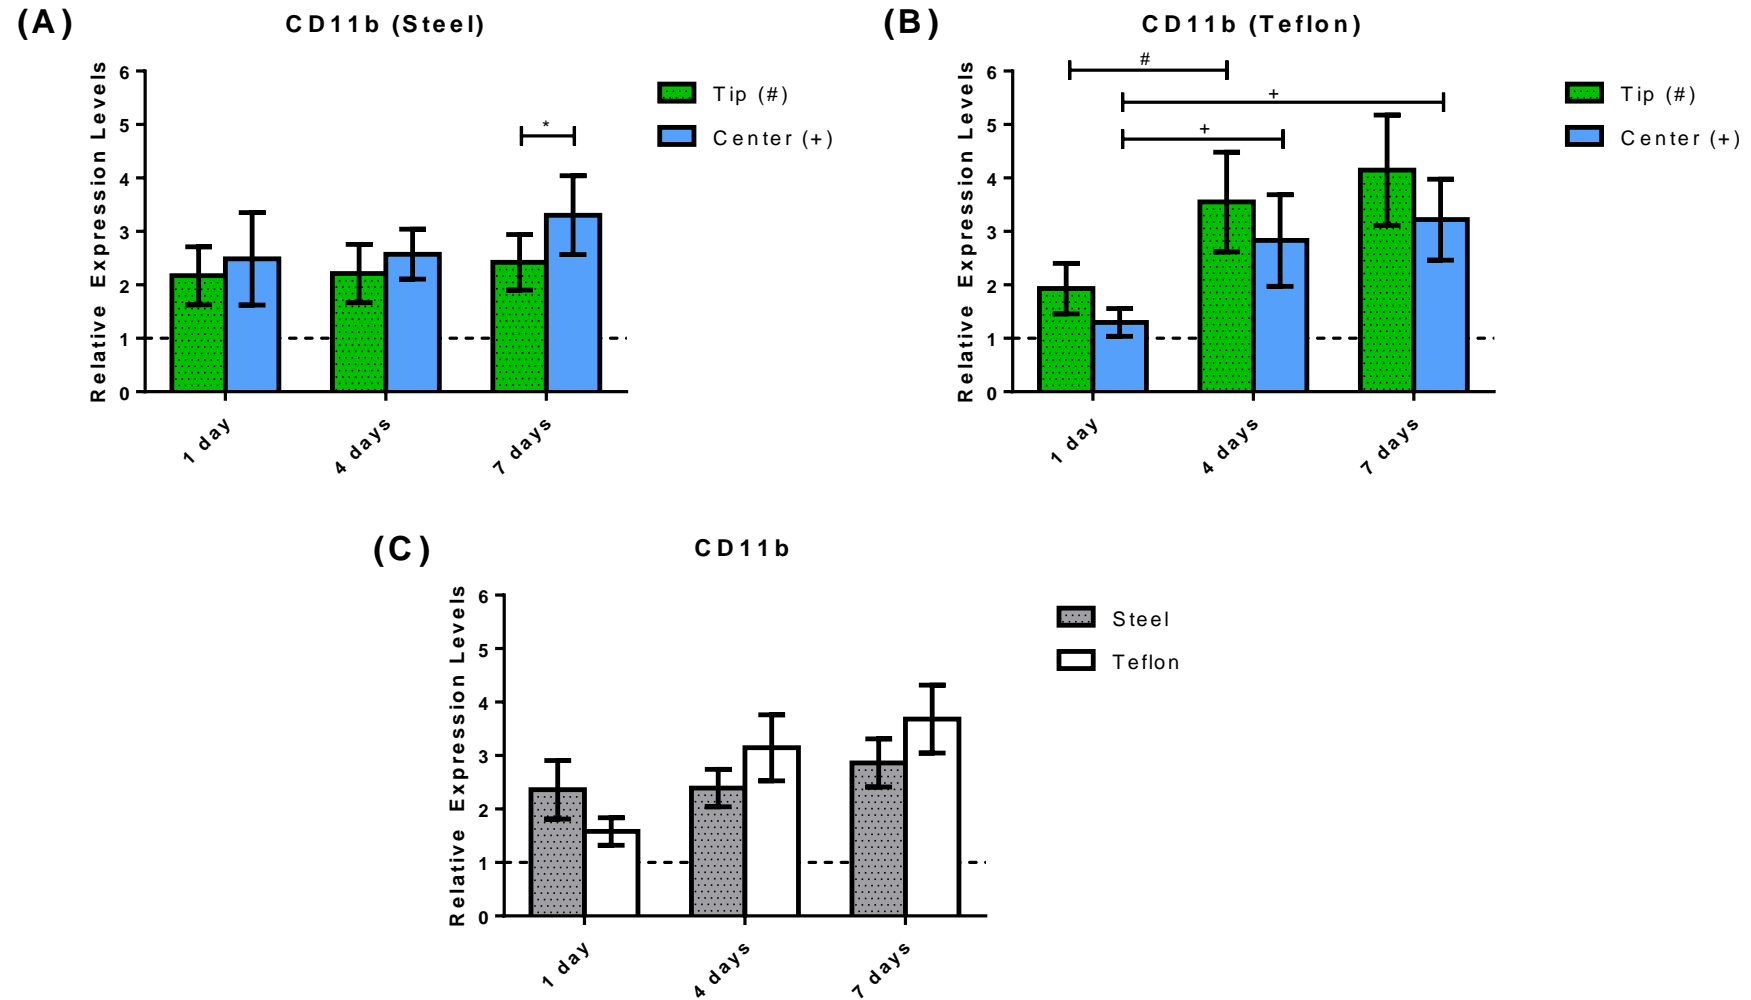 (A)
CD11b (Steel)
Relative Expression Levels
6
5
4
3
2
1
0
*
Tip (#)
Center (+)
1 day
4 days
7 days
(B)
CD11b (Teflon)
Relative Expression Levels
6
5
4
3
2
1
0
#
+
+
Tip (#)
Center (+)
1 day
4 days
7 days
(C)
CD11b
Relative Expression Levels
6
5
4
3
2
1
0
Steel
Teflon
1 day
4 days
7 days